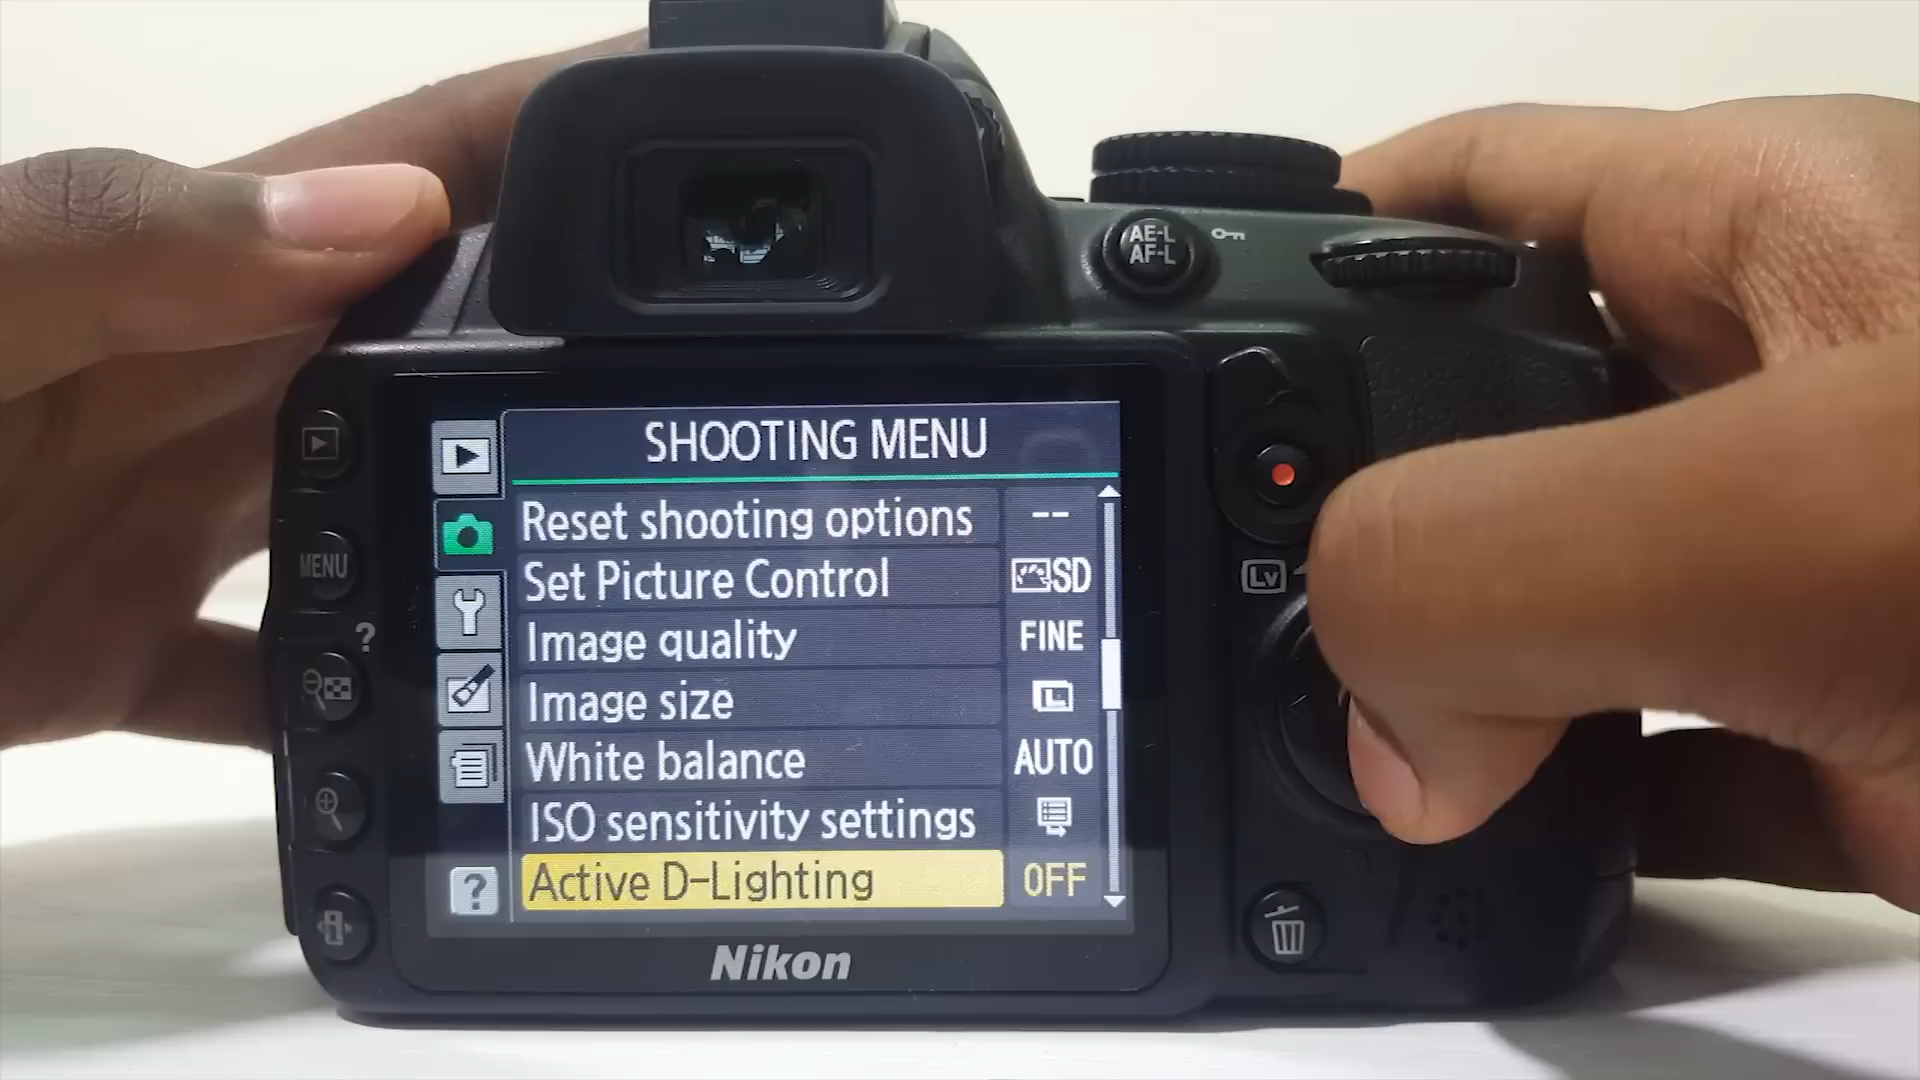 AE-L
AF-L
SHOOTING MENU
Reset shooting options --
Set Picture Control SD
Image quality FINE
Image size L
White balance AUTO
ISO sensitivity settings
Active D-Lighting OFF
MENU
?
?
Lv
i
Nikon